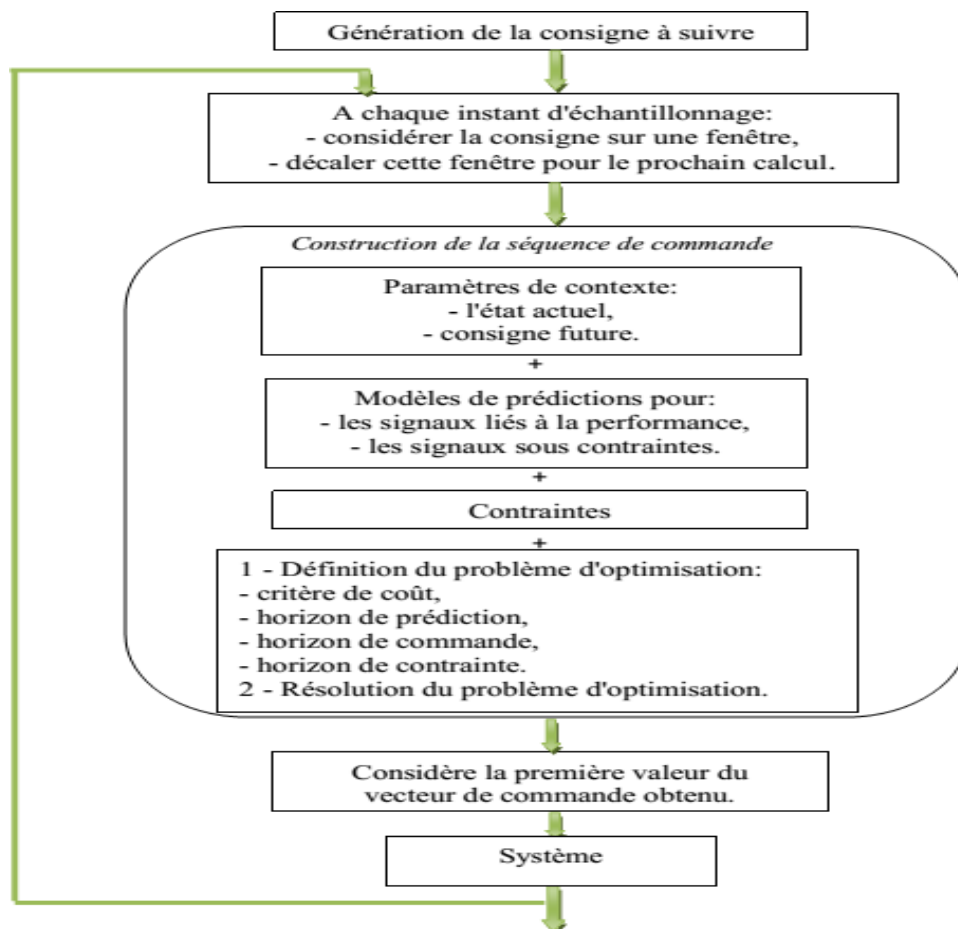 Génération de la consigne à suivre
A chaque instant d'échantillonnage:
- considérer la consigne sur une fenêtre,
- décaler cette fenêtre pour le prochain calcul.
Construction de la séquence de commande
Paramètres de contexte:
- l'état actuel,
- consigne future.
+
Modèles de prédictions pour:
- les signaux liés à la performance,
- les signaux sous contraintes.
+
Contraintes
+
1 - Définition du problème d'optimisation:
- critère de coût,
- horizon de prédiction,
- horizon de commande,
- horizon de contrainte.
2 - Résolution du problème d'optimisation.
Considère la première valeur du
vecteur de commande obtenu.
Système